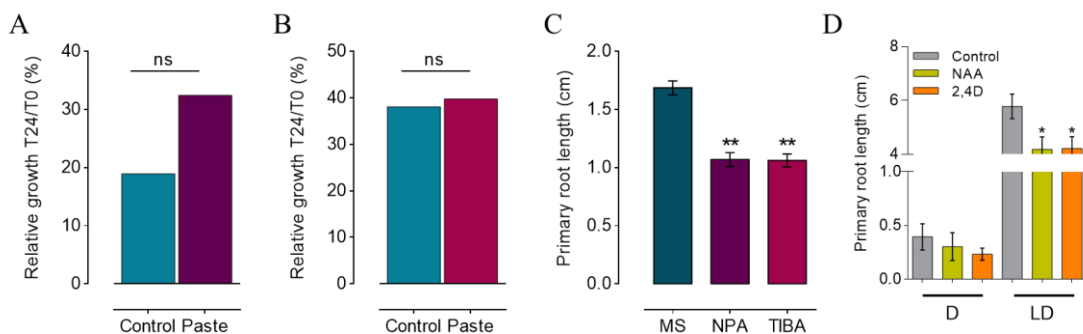 A
Relative growth T24/T0 (%)
40
30
20
10
0
ns
Control Paste
B
Relative growth T24/T0 (%)
50
40
30
20
10
0
ns
Control Paste
C
Primary root length (cm)
2.0
1.5
1.0
0.5
0.0
**
**
MS NPA TIBA
D
Primary root length (cm)
8
6
4
1.0
0.5
0.0
Control
NAA
2,4D
* *
D LD